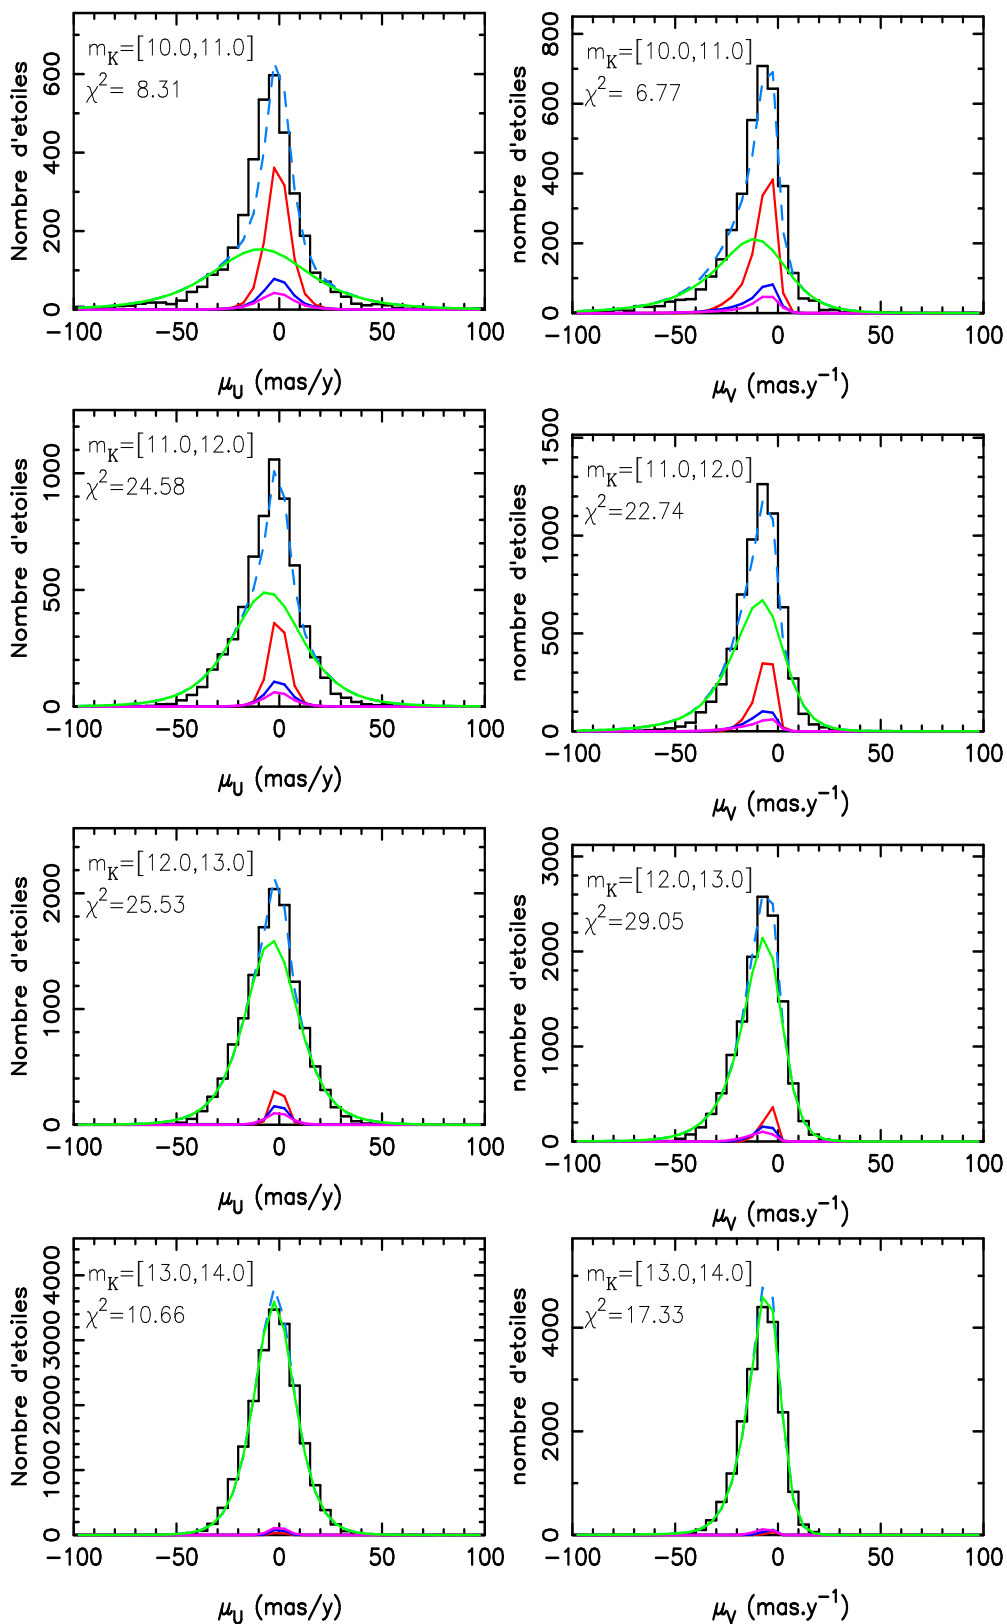 Nombre d'etoiles
600
400
200
0
m_K=[10.0,11.0]
χ²= 8.31
−100 −50 0 50 100
μ_U (mas/y)
nombre d'etoiles
800
600
400
200
0
m_K=[10.0,11.0]
χ²= 6.77
−100 −50 0 50 100
μ_V (mas.y⁻¹)
Nombre d'etoiles
1000
500
0
m_K=[11.0,12.0]
χ²=24.58
−100 −50 0 50 100
μ_U (mas/y)
nombre d'etoiles
1500
1000
500
0
m_K=[11.0,12.0]
χ²=22.74
−100 −50 0 50 100
μ_V (mas.y⁻¹)
Nombre d'etoiles
2000
1000
0
m_K=[12.0,13.0]
χ²=25.53
−100 −50 0 50 100
μ_U (mas/y)
nombre d'etoiles
3000
2000
1000
0
m_K=[12.0,13.0]
χ²=29.05
−100 −50 0 50 100
μ_V (mas.y⁻¹)
Nombre d'etoiles
4000
3000
2000
1000
0
m_K=[13.0,14.0]
χ²=10.66
−100 −50 0 50 100
μ_U (mas/y)
nombre d'etoiles
4000
2000
0
m_K=[13.0,14.0]
χ²=17.33
−100 −50 0 50 100
μ_V (mas.y⁻¹)